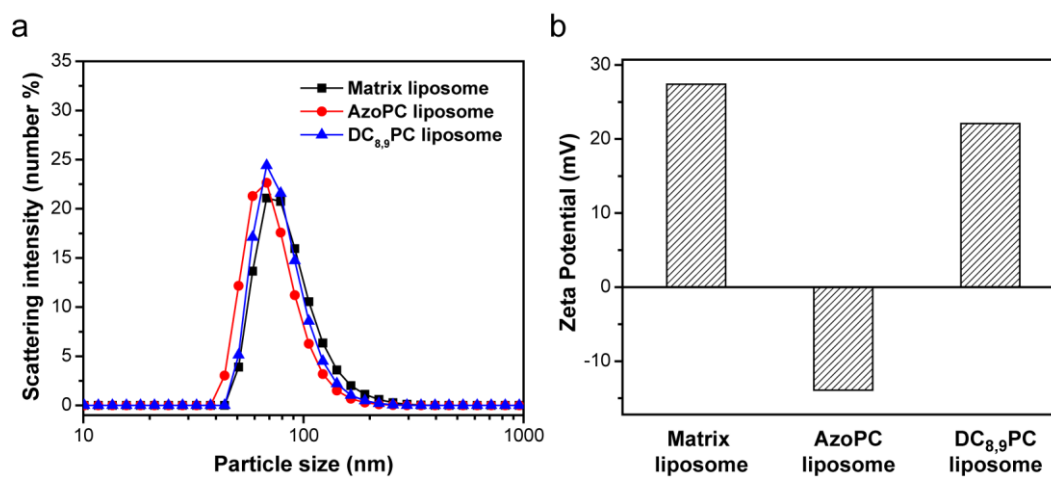 a
Scattering intensity (number %)
35
30
25
20
15
10
5
0
Matrix liposome
AzoPC liposome
DC8,9PC liposome
10
100
1000
Particle size (nm)
b
Zeta Potential (mV)
30
20
10
0
-10
Matrix
liposome
AzoPC
liposome
DC8,9PC
liposome